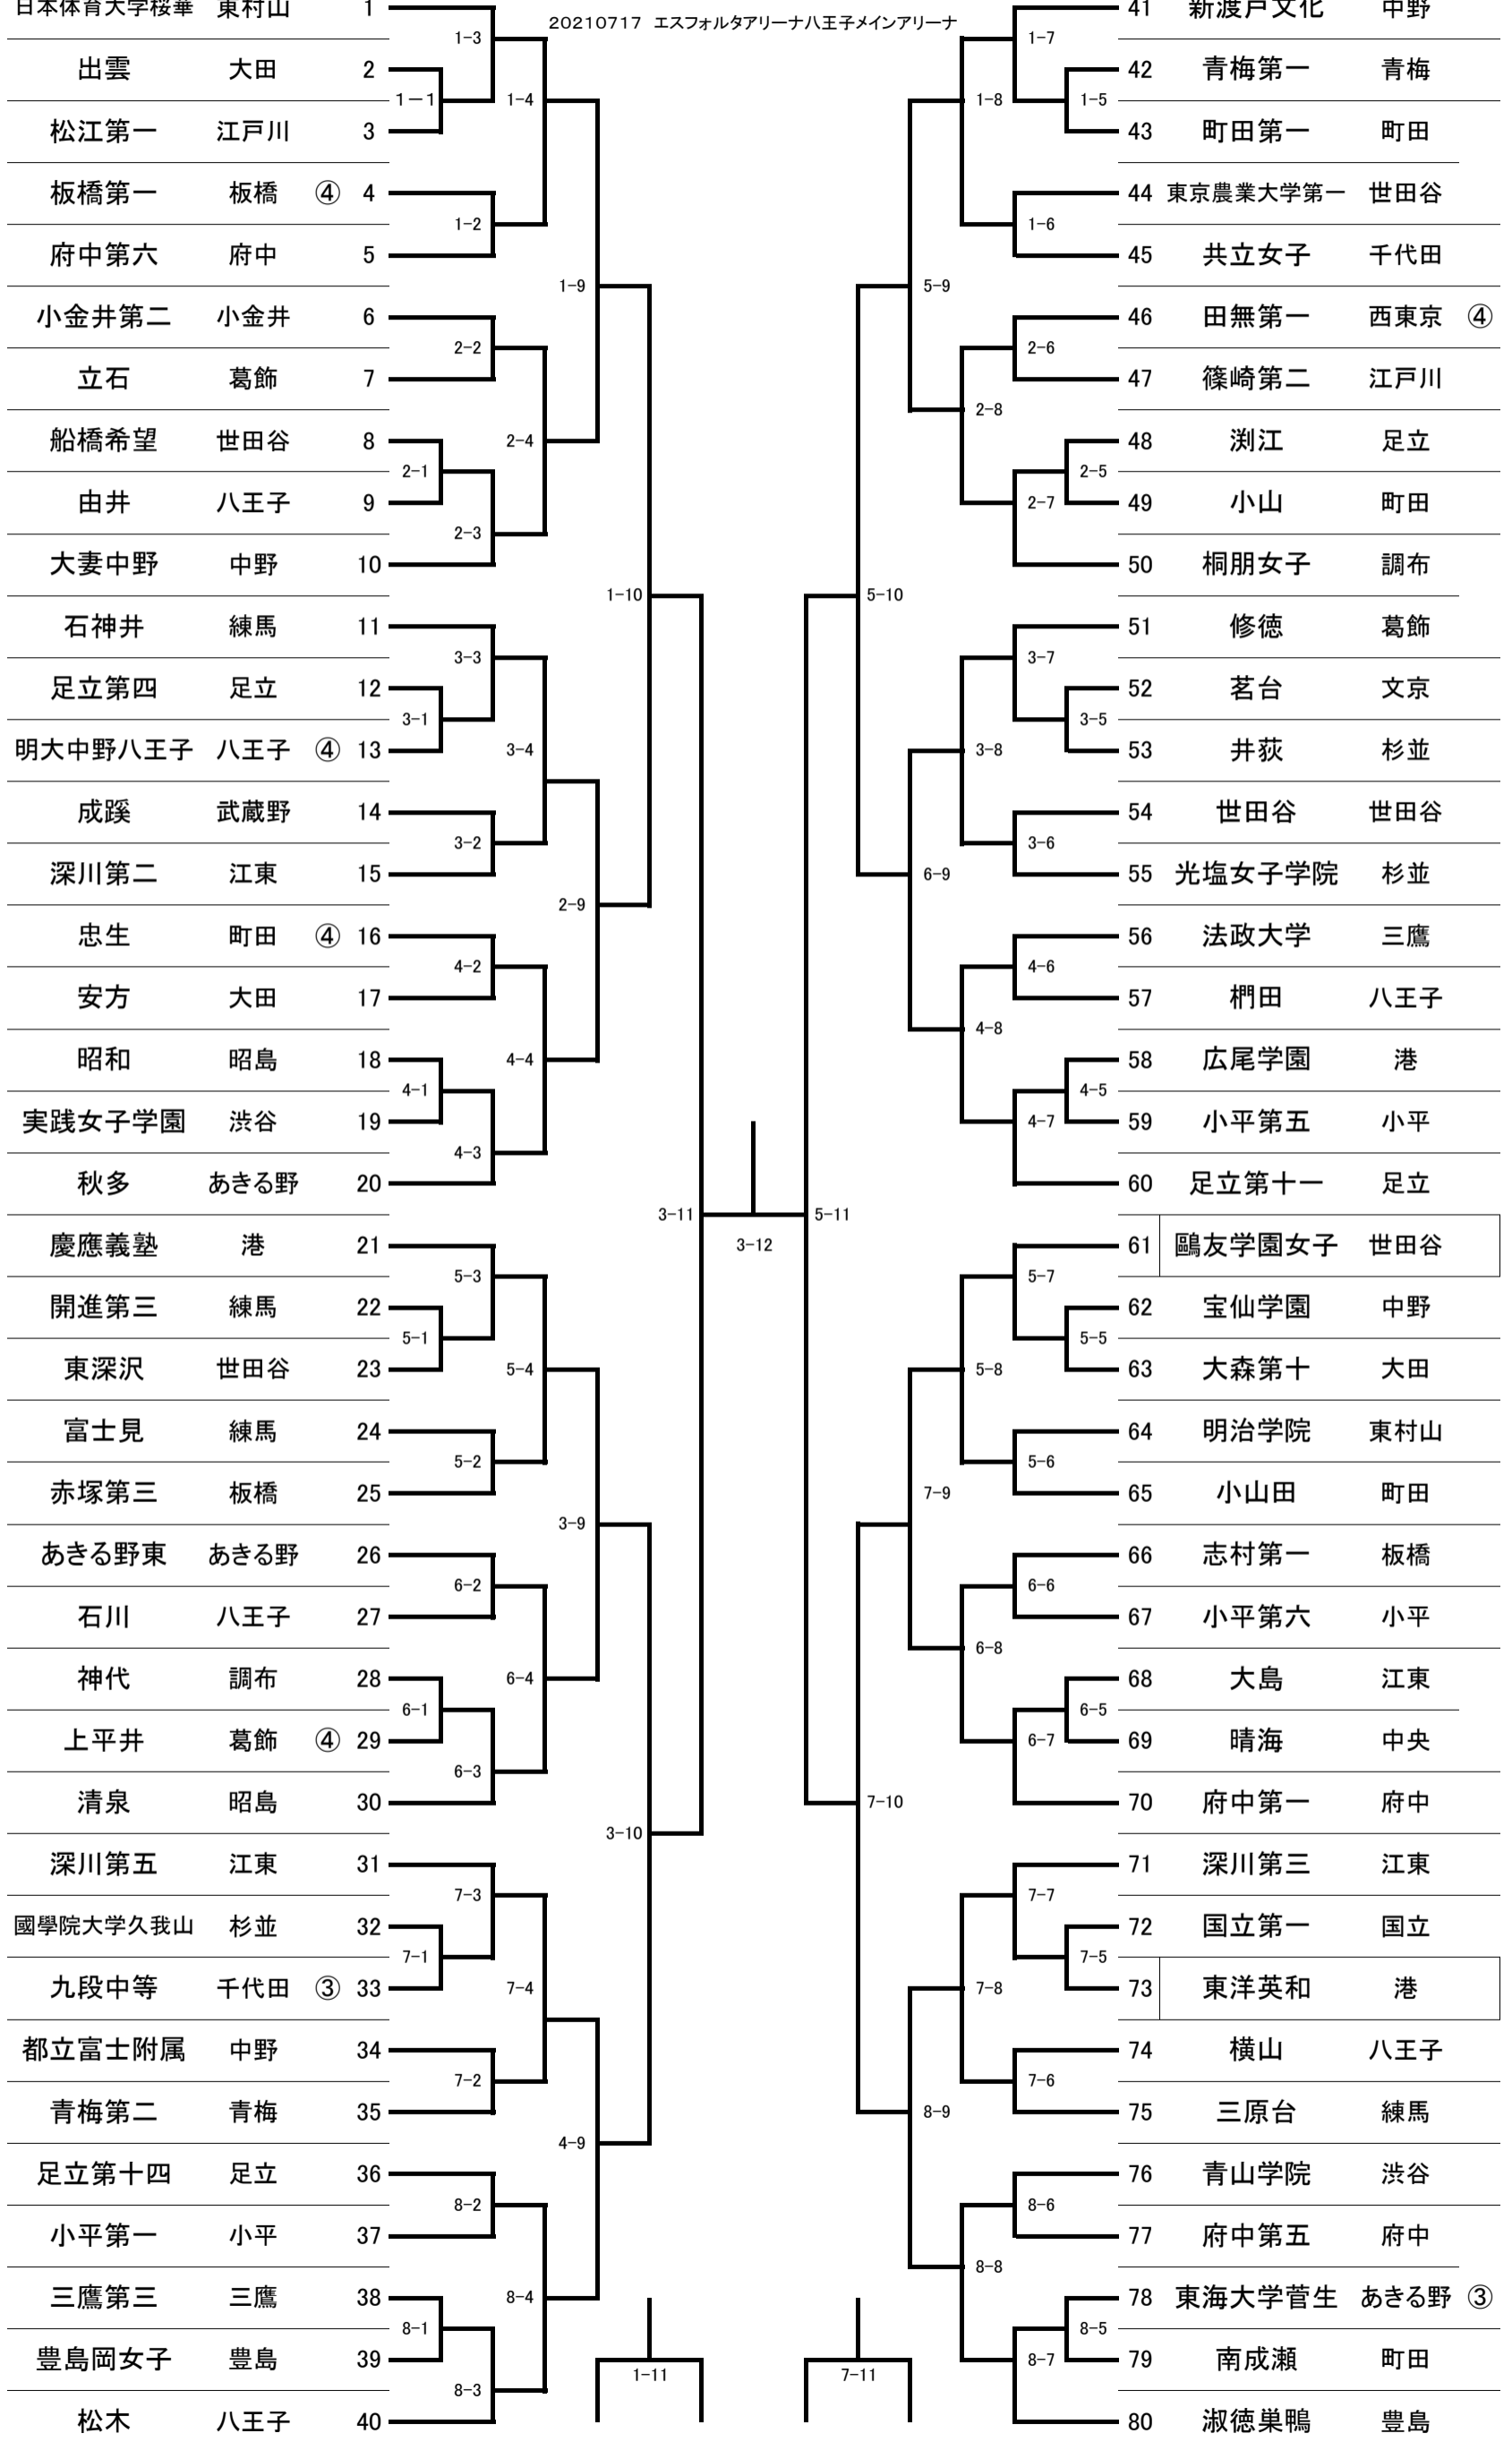 20210717 エスフォルタアリーナ八王子メインアリーナ
日本体育大学桜華 東村山 1
出雲 大田 2
松江第一 江戸川 3
板橋第一 板橋 ④ 4
府中第六 府中 5
小金井第二 小金井 6
立石 葛飾 7
船橋希望 世田谷 8
由井 八王子 9
大妻中野 中野 10
石神井 練馬 11
足立第四 足立 12
明大中野八王子 八王子 ④ 13
成蹊 武蔵野 14
深川第二 江東 15
忠生 町田 ④ 16
安方 大田 17
昭和 昭島 18
実践女子学園 渋谷 19
秋多 あきる野 20
慶應義塾 港 21
開進第三 練馬 22
東深沢 世田谷 23
富士見 練馬 24
赤塚第三 板橋 25
あきる野東 あきる野 26
石川 八王子 27
神代 調布 28
上平井 葛飾 ④ 29
清泉 昭島 30
深川第五 江東 31
國學院大学久我山 杉並 32
九段中等 千代田 ③ 33
都立富士附属 中野 34
青梅第二 青梅 35
足立第十四 足立 36
小平第一 小平 37
三鷹第三 三鷹 38
豊島岡女子 豊島 39
松木 八王子 40
1-1
2-1
3-1
4-1
5-1
6-1
7-1
8-1
1-3
1-2
2-2
2-3
3-3
3-2
4-2
4-3
5-3
5-2
6-2
6-3
7-3
7-2
8-2
8-3
1-4
2-4
3-4
4-4
5-4
6-4
7-4
8-4
1-9
2-9
3-9
4-9
1-10
3-10
3-11
3-12
1-11
7-11
5-11
5-10
7-10
5-9
6-9
7-9
8-9
1-8
2-8
3-8
4-8
5-8
6-8
7-8
8-8
1-7
1-6
2-6
2-7
3-7
3-6
4-6
4-7
5-7
5-6
6-6
6-7
7-7
7-6
8-6
8-7
1-5
2-5
3-5
4-5
5-5
6-5
7-5
8-5
41 新渡戸文化 中野
42 青梅第一 青梅
43 町田第一 町田
44 東京農業大学第一 世田谷
45 共立女子 千代田
46 田無第一 西東京 ④
47 篠崎第二 江戸川
48 渕江 足立
49 小山 町田
50 桐朋女子 調布
51 修徳 葛飾
52 茗台 文京
53 井荻 杉並
54 世田谷 世田谷
55 光塩女子学院 杉並
56 法政大学 三鷹
57 椚田 八王子
58 広尾学園 港
59 小平第五 小平
60 足立第十一 足立
61 鷗友学園女子 世田谷
62 宝仙学園 中野
63 大森第十 大田
64 明治学院 東村山
65 小山田 町田
66 志村第一 板橋
67 小平第六 小平
68 大島 江東
69 晴海 中央
70 府中第一 府中
71 深川第三 江東
72 国立第一 国立
73 東洋英和 港
74 横山 八王子
75 三原台 練馬
76 青山学院 渋谷
77 府中第五 府中
78 東海大学菅生 あきる野 ③
79 南成瀬 町田
80 淑徳巣鴨 豊島